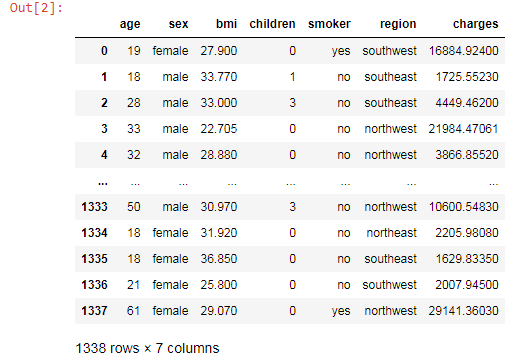 Out[2]:
age sex bmi children smoker region charges
0 19 female 27.900 0 yes southwest 16884.92400
1 18 male 33.770 1 no southeast 1725.55230
2 28 male 33.000 3 no southeast 4449.46200
3 33 male 22.705 0 no northwest 21984.47061
4 32 male 28.880 0 no northwest 3866.85520
... ... ... ... ... ... ... ...
1333 50 male 30.970 3 no northwest 10600.54830
1334 18 female 31.920 0 no northeast 2205.98080
1335 18 female 36.850 0 no southeast 1629.83350
1336 21 female 25.800 0 no southwest 2007.94500
1337 61 female 29.070 0 yes northwest 29141.36030
1338 rows × 7 columns